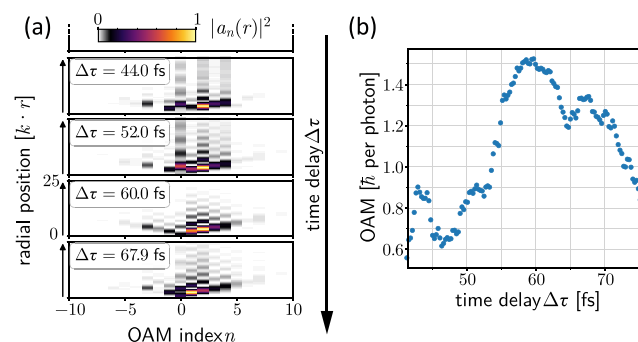 (a)
0 1 |aₙ(r)|²
Δτ = 44.0 fs
Δτ = 52.0 fs
25
0
Δτ = 60.0 fs
Δτ = 67.9 fs
radial position [k · r]
time delay Δτ
−10 −5 0 5 10
OAM index n
(b)
1.4
1.2
1.0
0.8
0.6
OAM [ħ per photon]
50 60 70
time delay Δτ [fs]